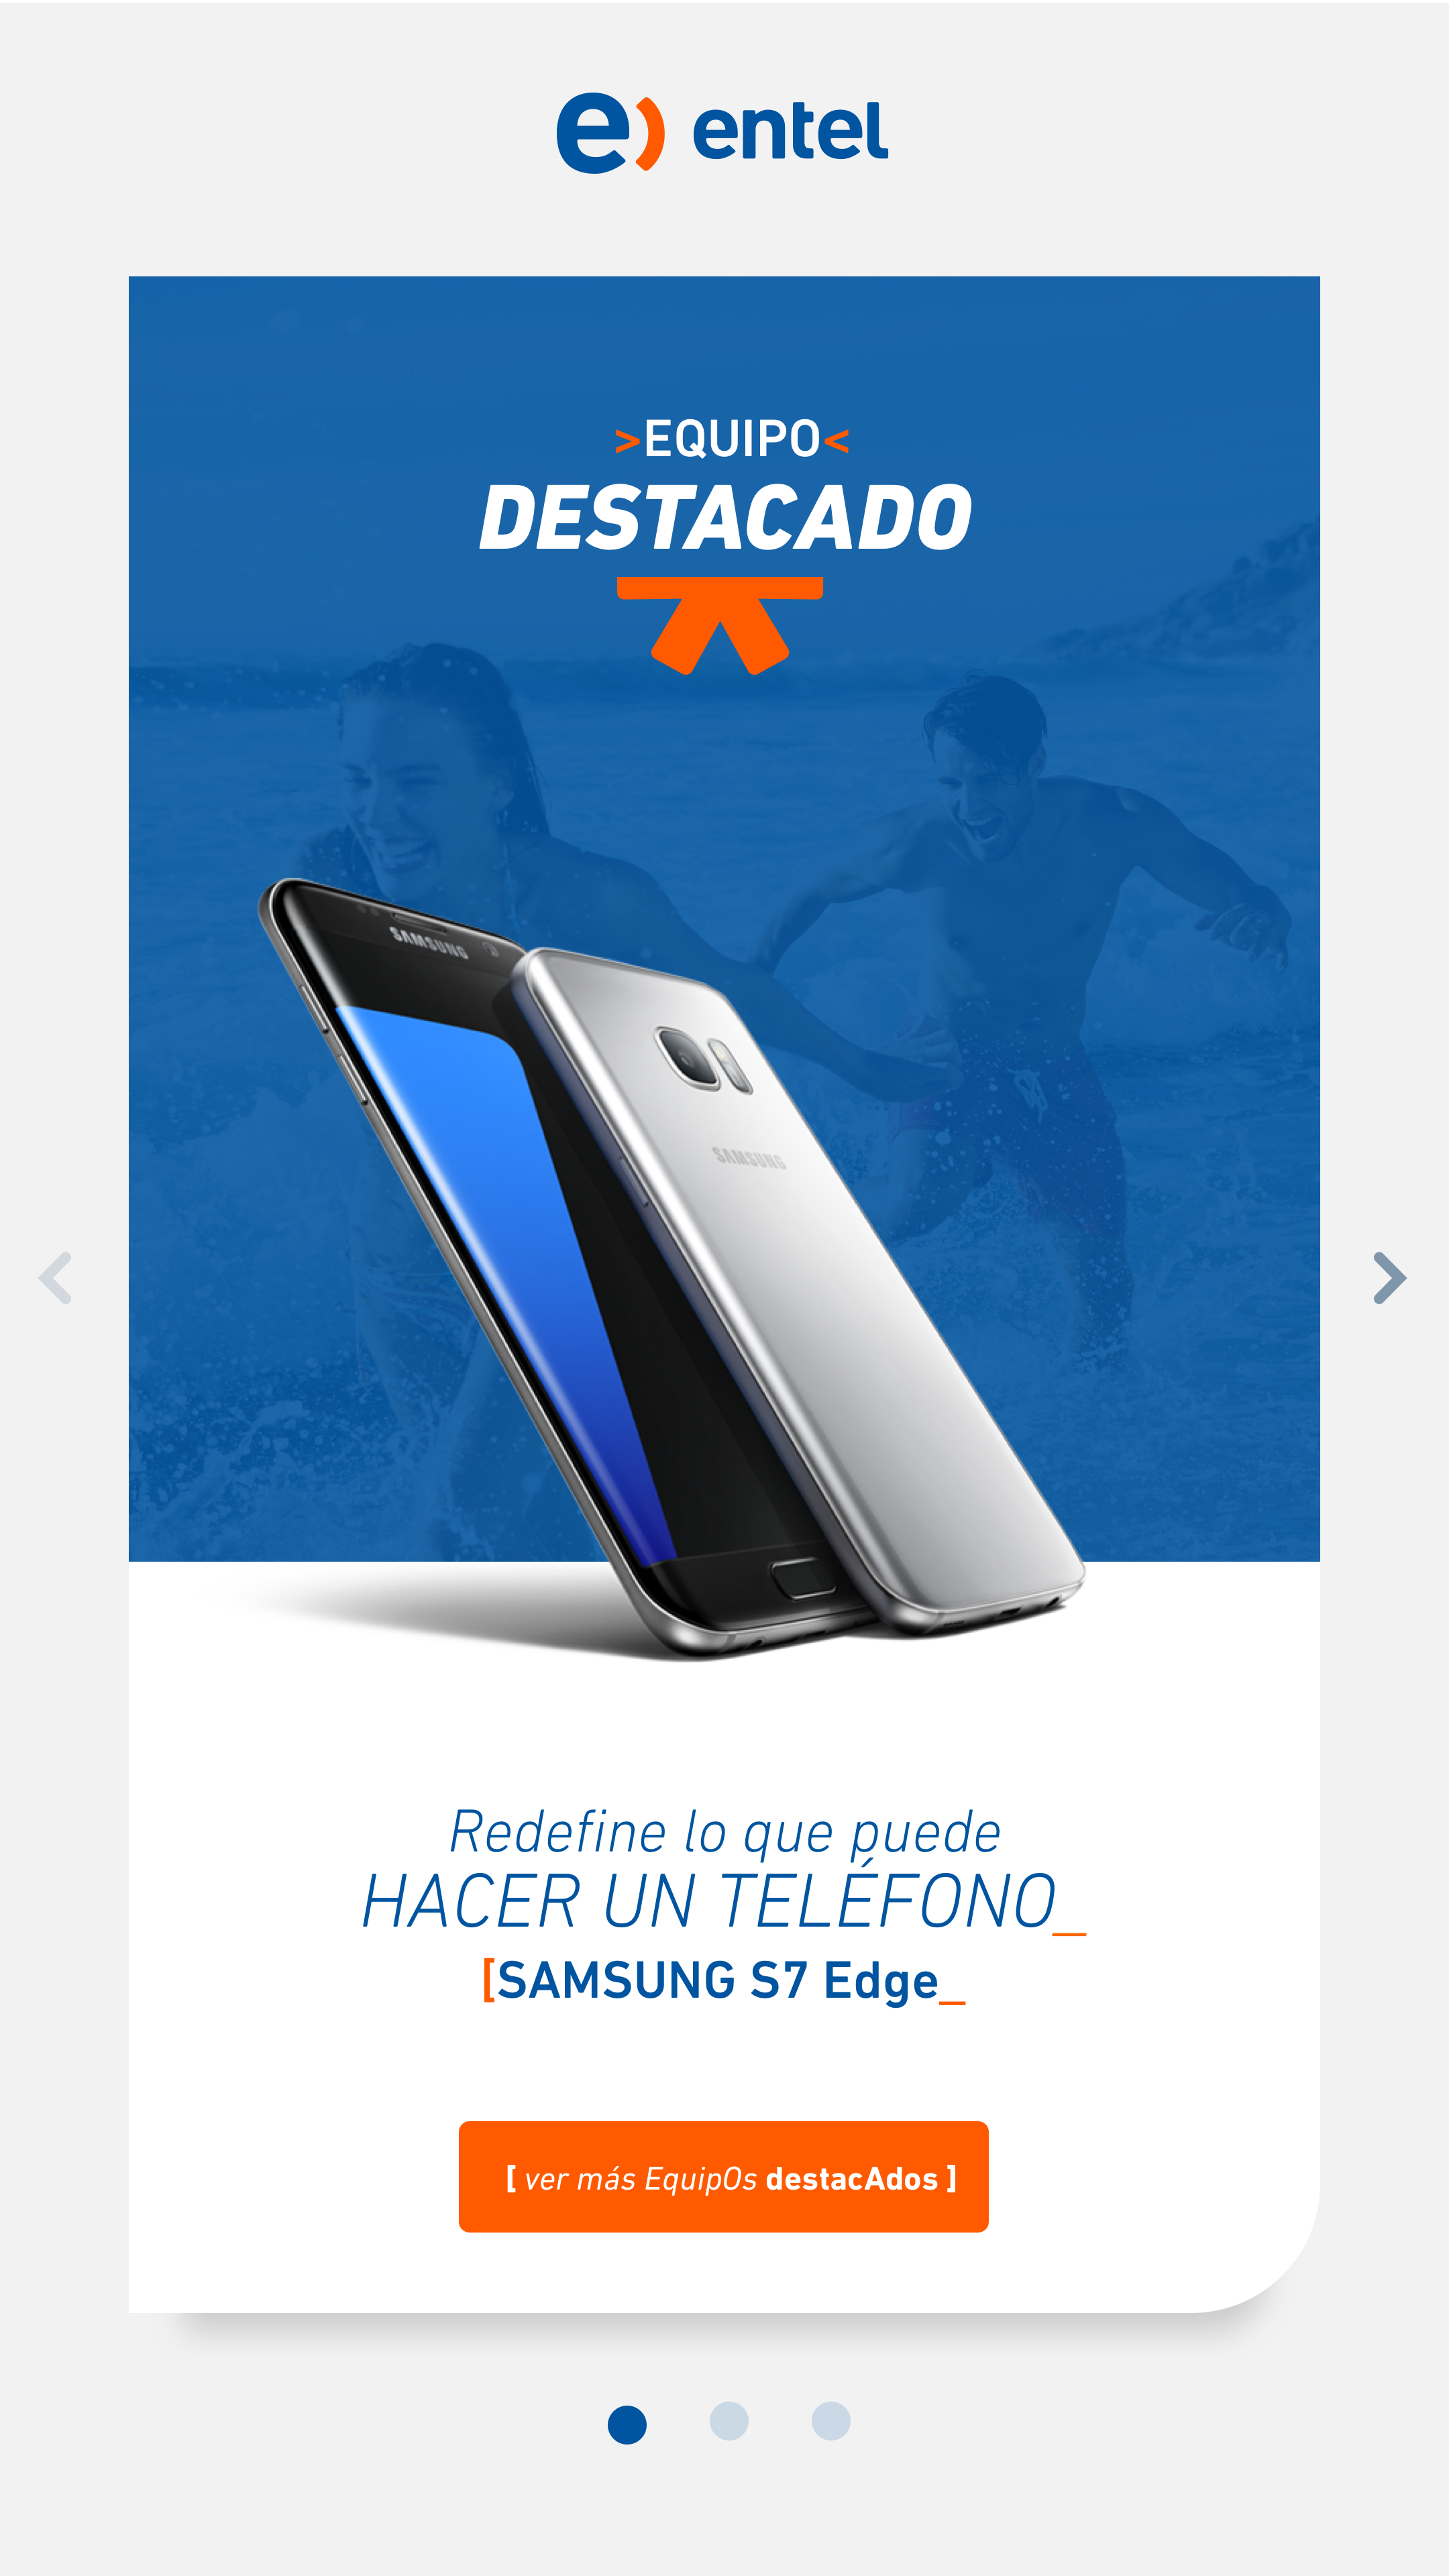 e) entel
>EQUIPO<
DESTACADO
SAMSUNG
SAMSUNG
Redefine lo que puede
HACER UN TELÉFONO_
[SAMSUNG S7 Edge_
[ ver más EquipOs destacAdos ]